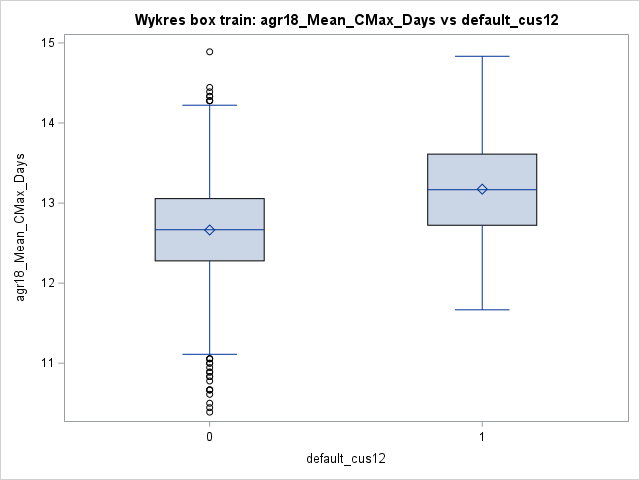 Wykres box train: agr18_Mean_CMax_Days vs default_cus12
15
14
13
12
11
agr18_Mean_CMax_Days
0
1
default_cus12